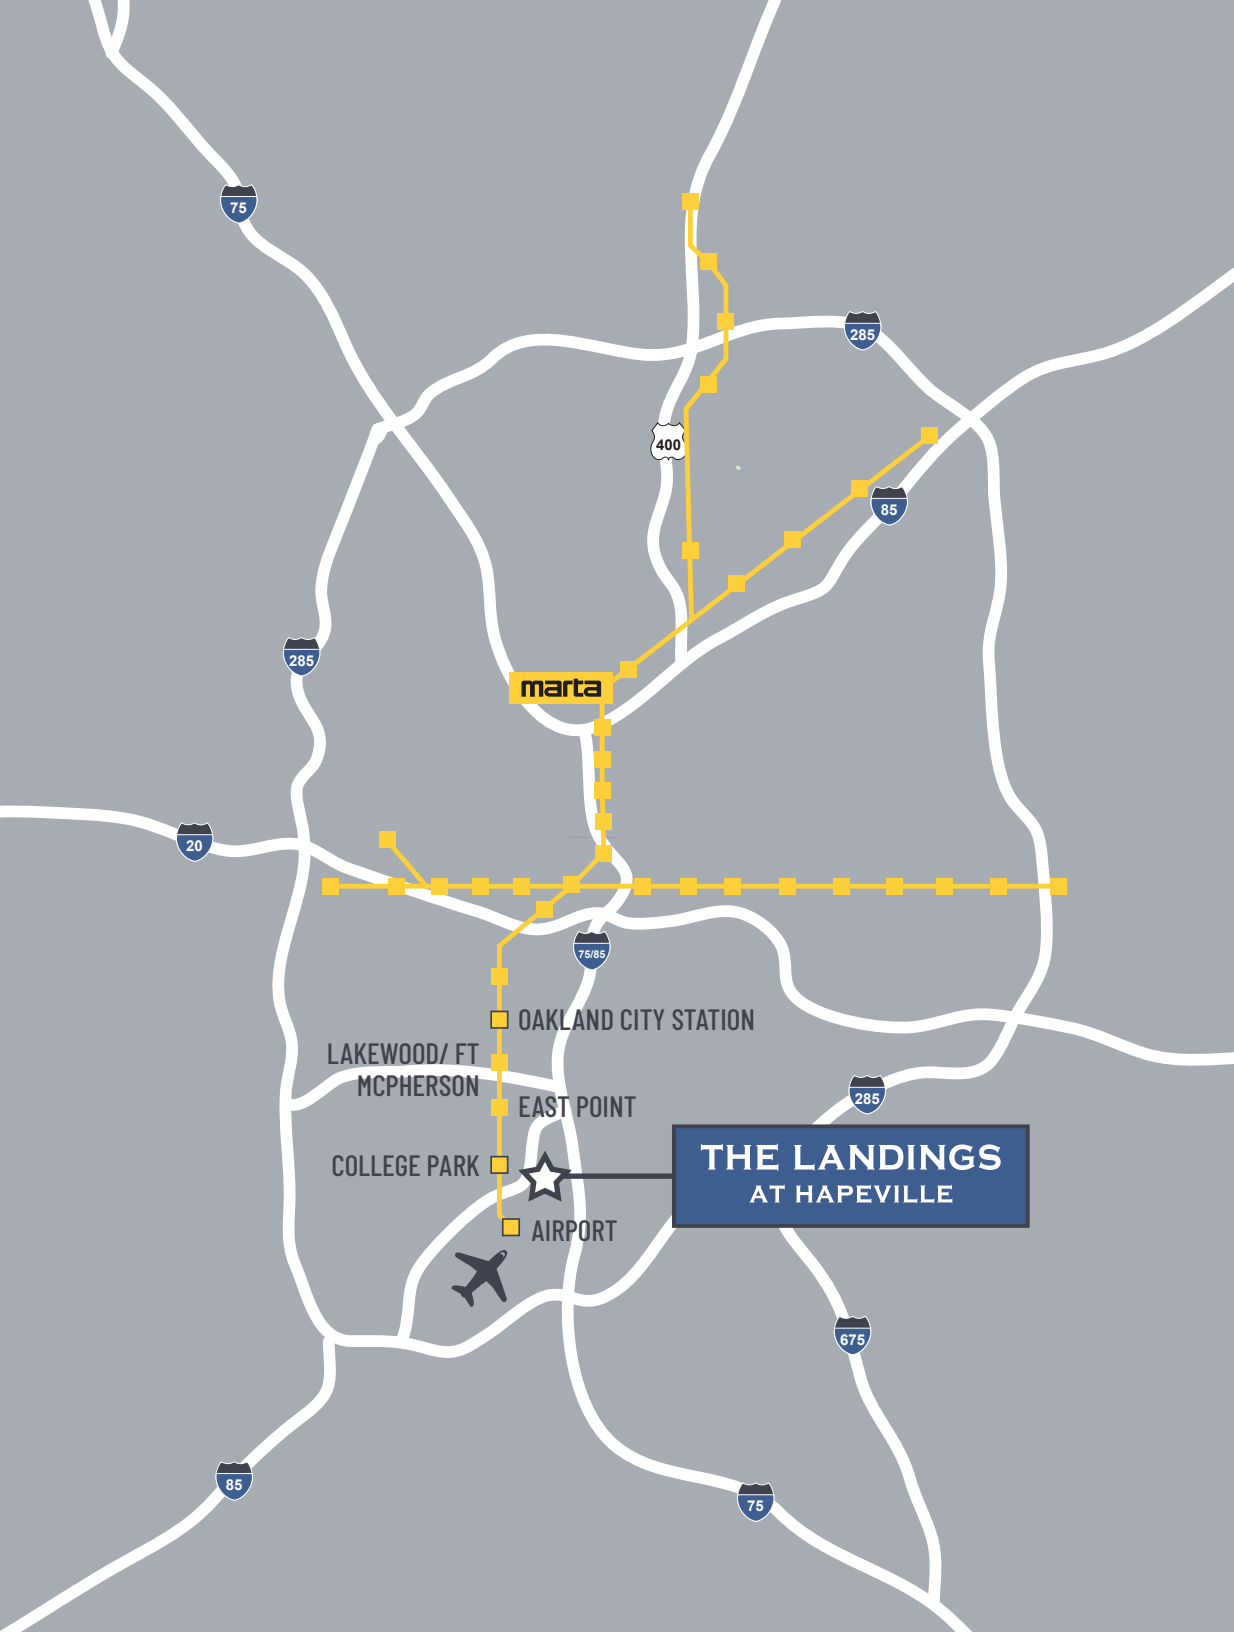 75
285
400
85
285
marta
20
75/85
OAKLAND CITY STATION
LAKEWOOD/ FT
MCPHERSON
285
EAST POINT
THE LANDINGS
AT HAPEVILLE
COLLEGE PARK
AIRPORT
675
85
75